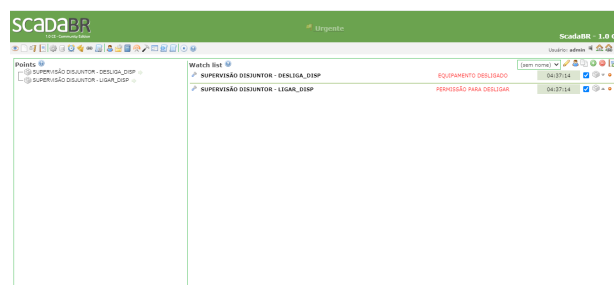 SCADABR
1.0 CE - Community Edition
Urgente
ScadaBR - 1.0 C
Usuário: admin
Points
SUPERVISÃO DISJUNTOR - DESLIGA_DISP
SUPERVISÃO DISJUNTOR - LIGAR_DISP
Watch list
(sem nome)
SUPERVISÃO DISJUNTOR - DESLIGA_DISP EQUIPAMENTO DESLIGADO 04:37:14
SUPERVISÃO DISJUNTOR - LIGAR_DISP PERMISSÃO PARA DESLIGAR 04:37:14